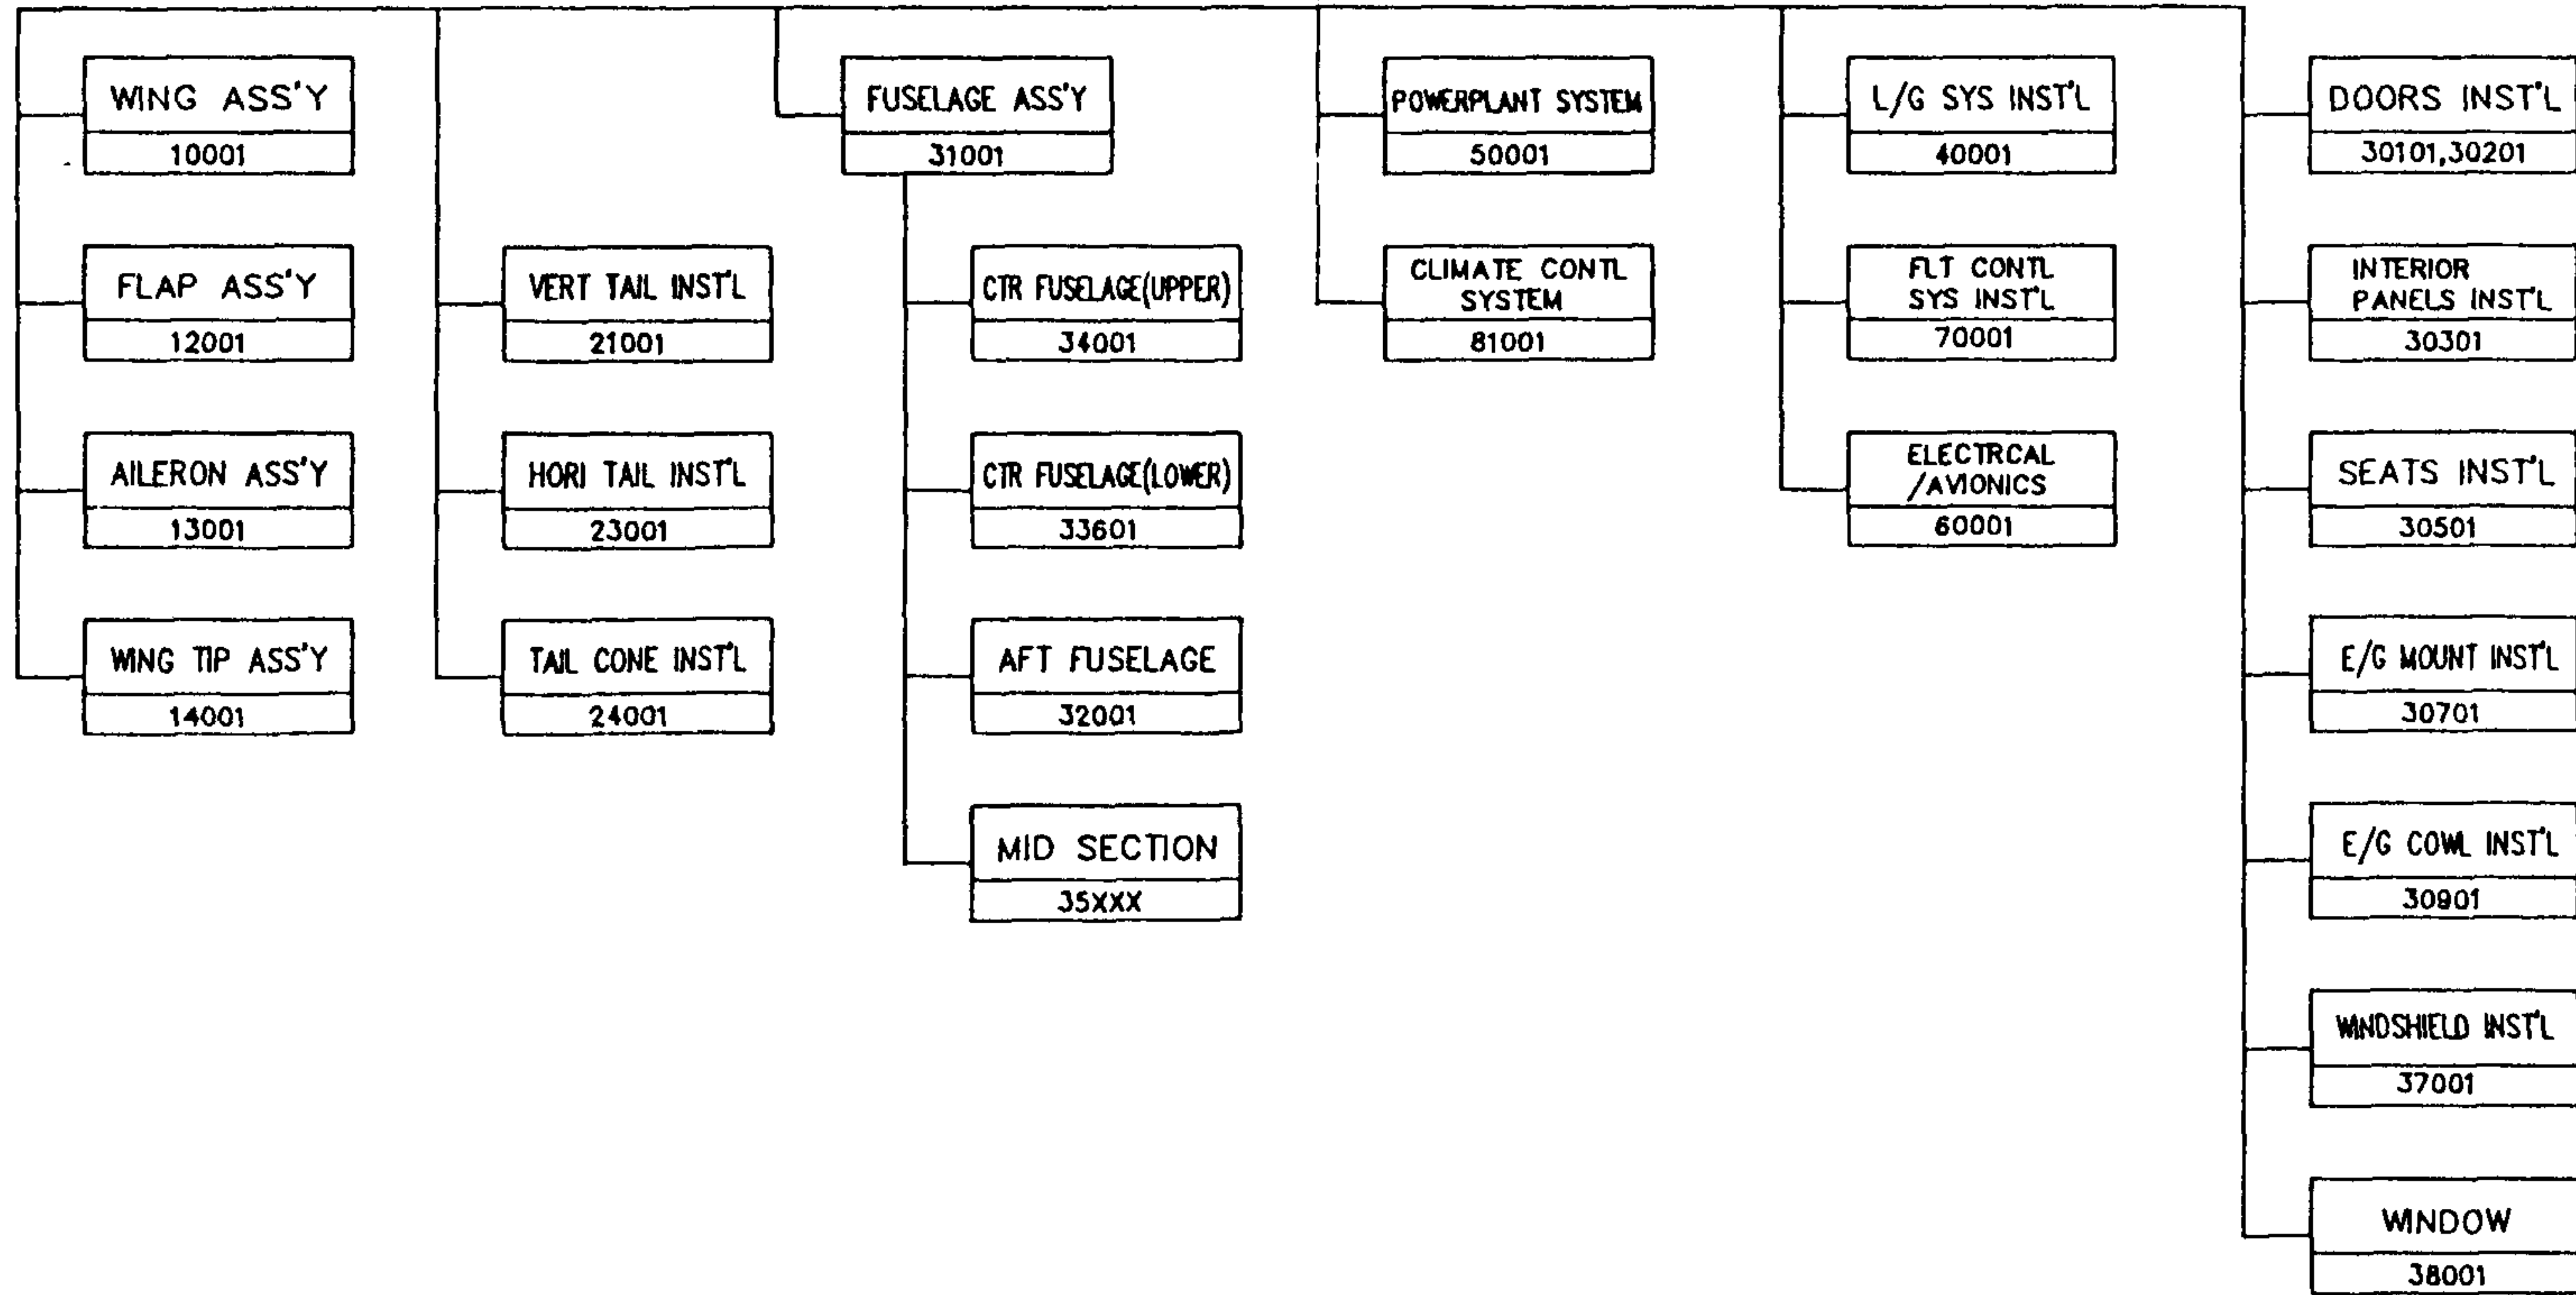 WING ASS'Y
10001
FLAP ASS'Y
12001
AILERON ASS'Y
13001
WING TIP ASS'Y
14001
VERT TAIL INST'L
21001
HORI TAIL INST'L
23001
TAIL CONE INST'L
24001
FUSELAGE ASS'Y
31001
CTR FUSELAGE(UPPER)
34001
CTR FUSELAGE(LOWER)
33601
AFT FUSELAGE
32001
MID SECTION
35XXX
POWERPLANT SYSTEM
50001
CLIMATE CONTL
SYSTEM
81001
L/G SYS INST'L
40001
FLT CONTL
SYS INST'L
70001
ELECTRCAL
/AVIONICS
60001
DOORS INST'L
30101,30201
INTERIOR
PANELS INST'L
30301
SEATS INST'L
30501
E/G MOUNT INST'L
30701
E/G COWL INST'L
30901
WINDSHIELD INST'L
37001
WINDOW
38001